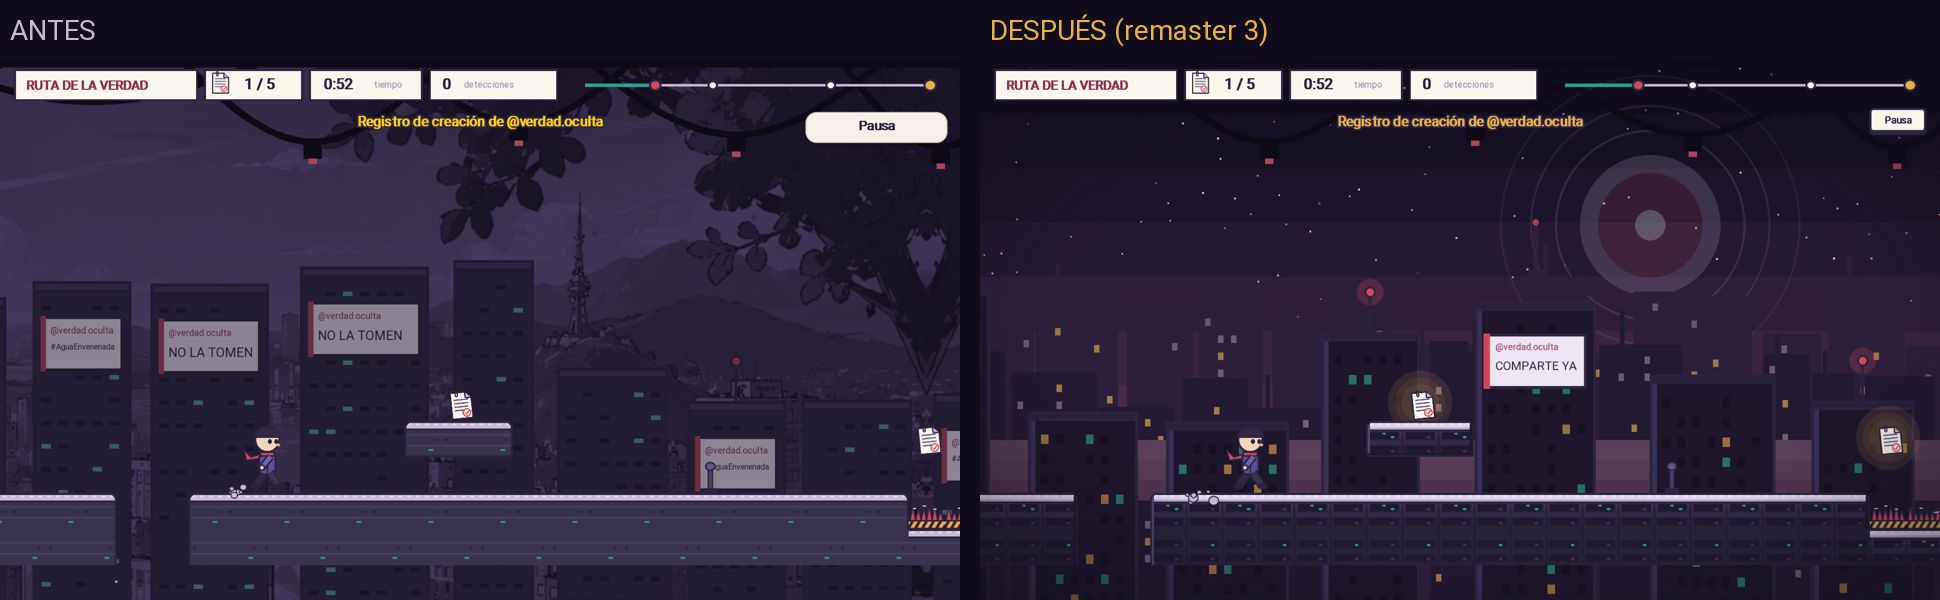 ANTES
RUTA DE LA VERDAD
1 / 5
0:52 tiempo
0 detecciones
Registro de creación de @verdad.oculta
Pausa
@verdad.oculta
#AguaEnvenenada
@verdad.oculta
NO LA TOMEN
@verdad.oculta
NO LA TOMEN
@verdad.oculta
guaEnvenenada
DESPUÉS (remaster 3)
RUTA DE LA VERDAD
1 / 5
0:52 tiempo
0 detecciones
Registro de creación de @verdad.oculta
Pausa
@verdad.oculta
COMPARTE YA